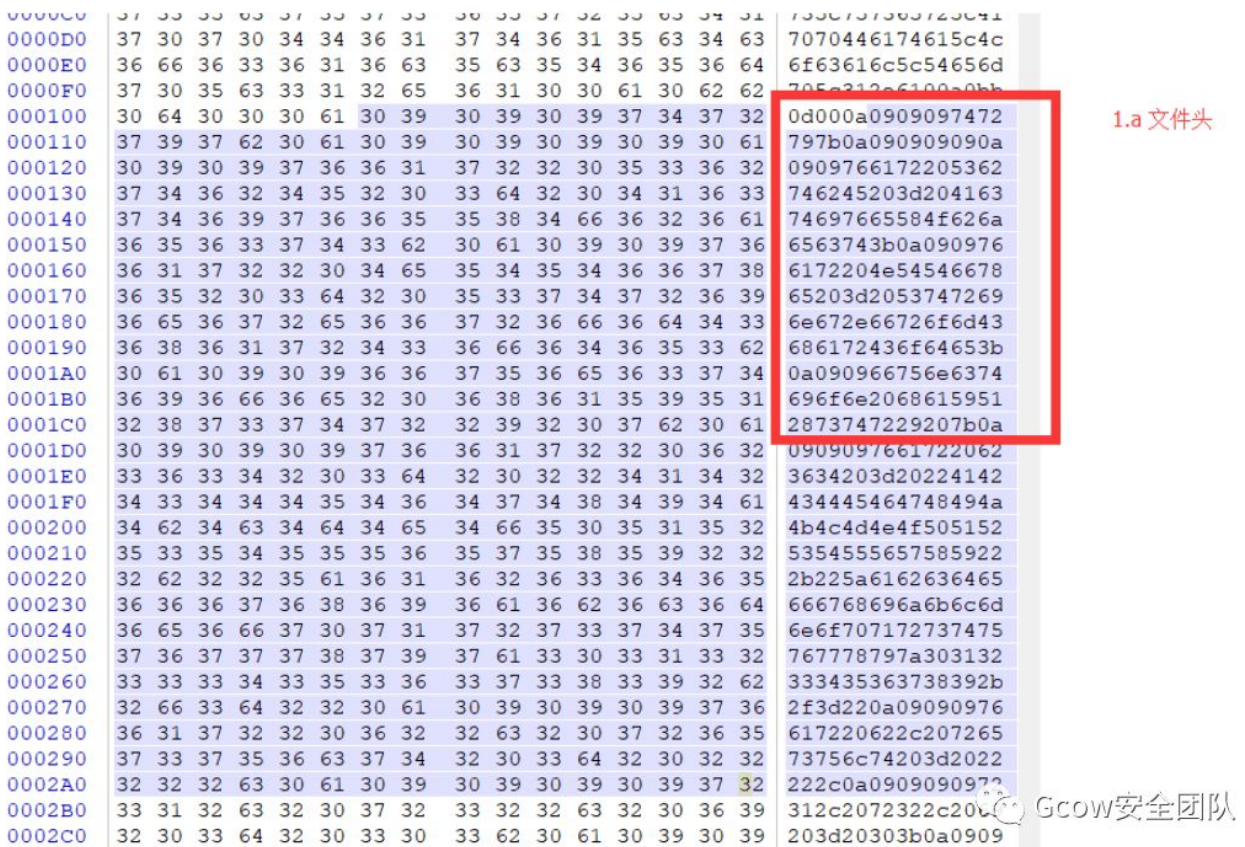 0000D0 37 30 37 30 34 34 36 31 37 34 36 31 35 63 34 63 7070446174615c4c
0000E0 36 66 36 33 36 31 36 63 35 63 35 34 36 35 36 64 6f63616c5c54656d
0000F0 37 30 35 63 33 31 32 65 36 31 30 30 61 30 62 62 705c312e6100a0bb
000100 30 64 30 30 30 61 30 39 30 39 30 39 37 34 37 32 0d000a0909097472 1.a 文件头
000110 37 39 37 62 30 61 30 39 30 39 30 39 30 39 30 61 797b0a090909090a
000120 30 39 30 39 37 36 36 31 37 32 32 30 35 33 36 32 0909766172205362
000130 37 34 36 32 34 35 32 30 33 64 32 30 34 31 36 33 746245203d204163
000140 37 34 36 39 37 36 36 35 35 38 34 66 36 32 36 61 74697665584f626a
000150 36 35 36 33 37 34 33 62 30 61 30 39 30 39 37 36 6563743b0a090976
000160 36 31 37 32 32 30 34 65 35 34 35 34 36 36 37 38 6172204e54546678
000170 36 35 32 30 33 64 32 30 35 33 37 34 37 32 36 39 65203d2053747269
000180 36 65 36 37 32 65 36 36 37 32 36 66 36 64 34 33 6e672e66726f6d43
000190 36 38 36 31 37 32 34 33 36 66 36 34 36 35 33 62 686172436f64653b
0001A0 30 61 30 39 30 39 36 36 37 35 36 65 36 33 37 34 0a090966756e6374
0001B0 36 39 36 66 36 65 32 30 36 38 36 31 35 39 35 31 696f6e2068615951
0001C0 32 38 37 33 37 34 37 32 32 39 32 30 37 62 30 61 2873747229207b0a
0001D0 30 39 30 39 30 39 37 36 36 31 37 32 32 30 36 32 0909097661722062
0001E0 33 36 33 34 32 30 33 64 32 30 32 32 34 31 34 32 3634203d20224142
0001F0 34 33 34 34 34 35 34 36 34 37 34 38 34 39 34 61 434445464748494a
000200 34 62 34 63 34 64 34 65 34 66 35 30 35 31 35 32 4b4c4d4e4f505152
000210 35 33 35 34 35 35 35 36 35 37 35 38 35 39 32 32 5354555657585922
000220 32 62 32 32 35 61 36 31 36 32 36 33 36 34 36 35 2b225a6162636465
000230 36 36 36 37 36 38 36 39 36 61 36 62 36 63 36 64 666768696a6b6c6d
000240 36 65 36 66 37 30 37 31 37 32 37 33 37 34 37 35 6e6f707172737475
000250 37 36 37 37 37 38 37 39 37 61 33 30 33 31 33 32 767778797a303132
000260 33 33 33 34 33 35 33 36 33 37 33 38 33 39 32 62 333435363738392b
000270 32 66 33 64 32 32 30 61 30 39 30 39 30 39 37 36 2f3d220a09090976
000280 36 31 37 32 32 30 36 32 32 63 32 30 37 32 36 35 617220622c207265
000290 37 33 37 35 36 63 37 34 32 30 33 64 32 30 32 32 73756c74203d2022
0002A0 32 32 32 63 30 61 30 39 30 39 30 39 30 39 37 32 222c0a0909090972
0002B0 33 31 32 63 32 30 37 32 33 32 32 63 32 30 36 39 312c2072322c20 Gcow安全团队
0002C0 32 30 33 64 32 30 33 30 33 62 30 61 30 39 30 39 203d20303b0a0909